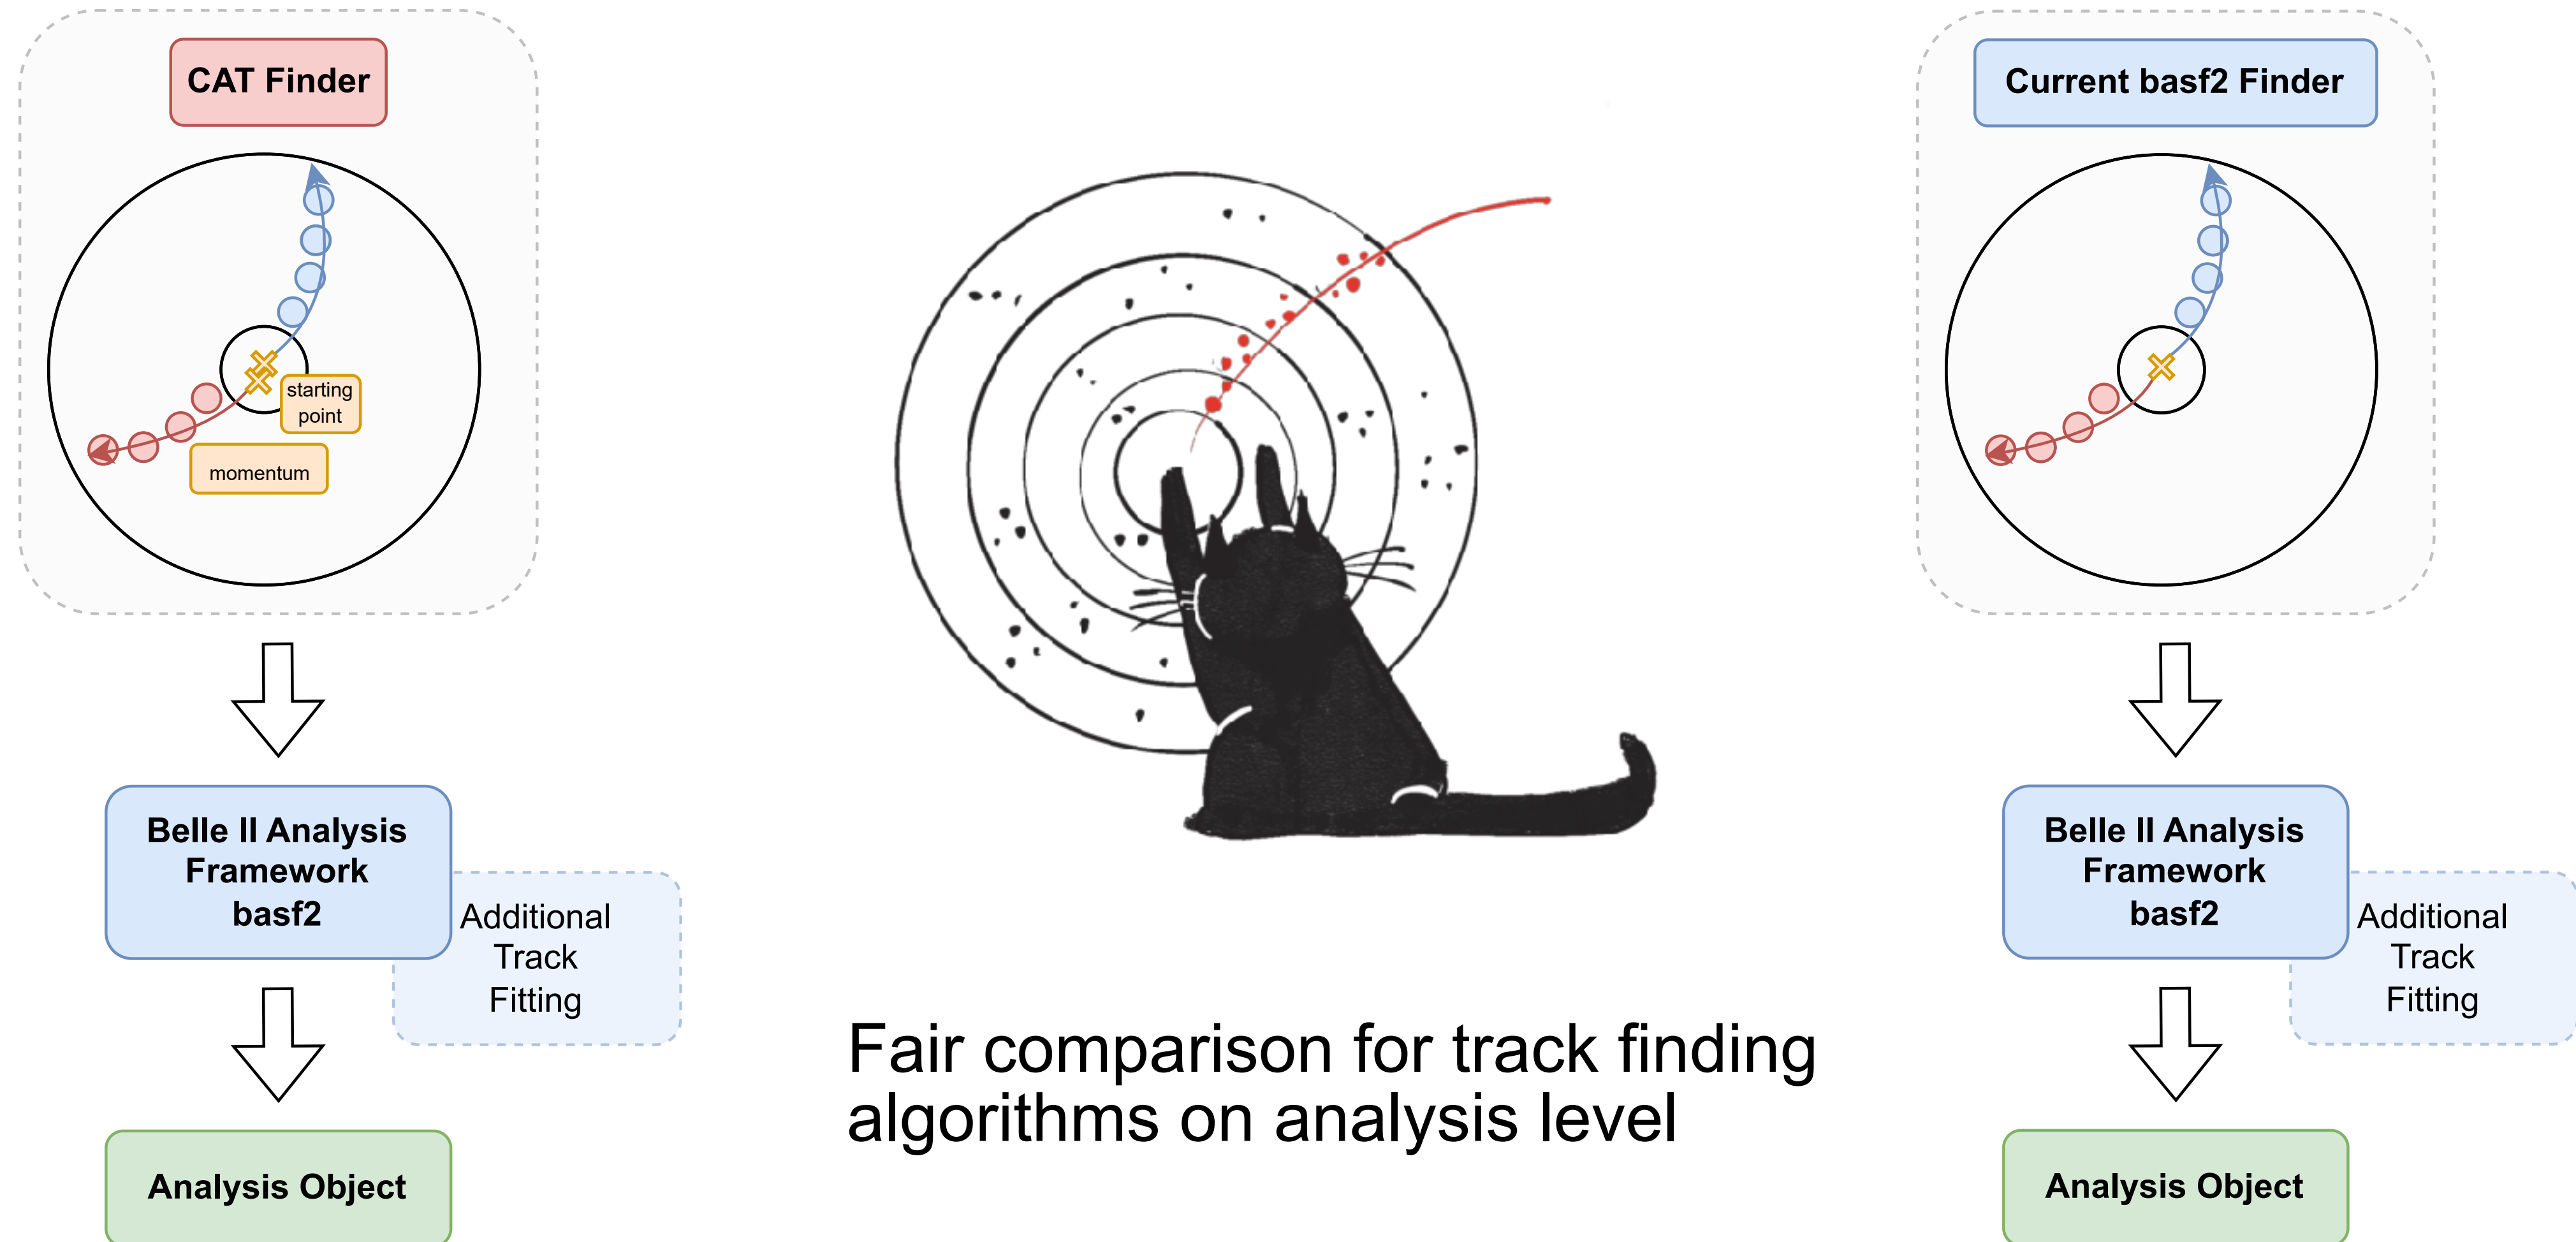 CAT Finder
starting
point
momentum
Belle II Analysis
Framework
basf2
Additional
Track
Fitting
Analysis Object
Fair comparison for track finding
algorithms on analysis level
Current basf2 Finder
Belle II Analysis
Framework
basf2
Additional
Track
Fitting
Analysis Object